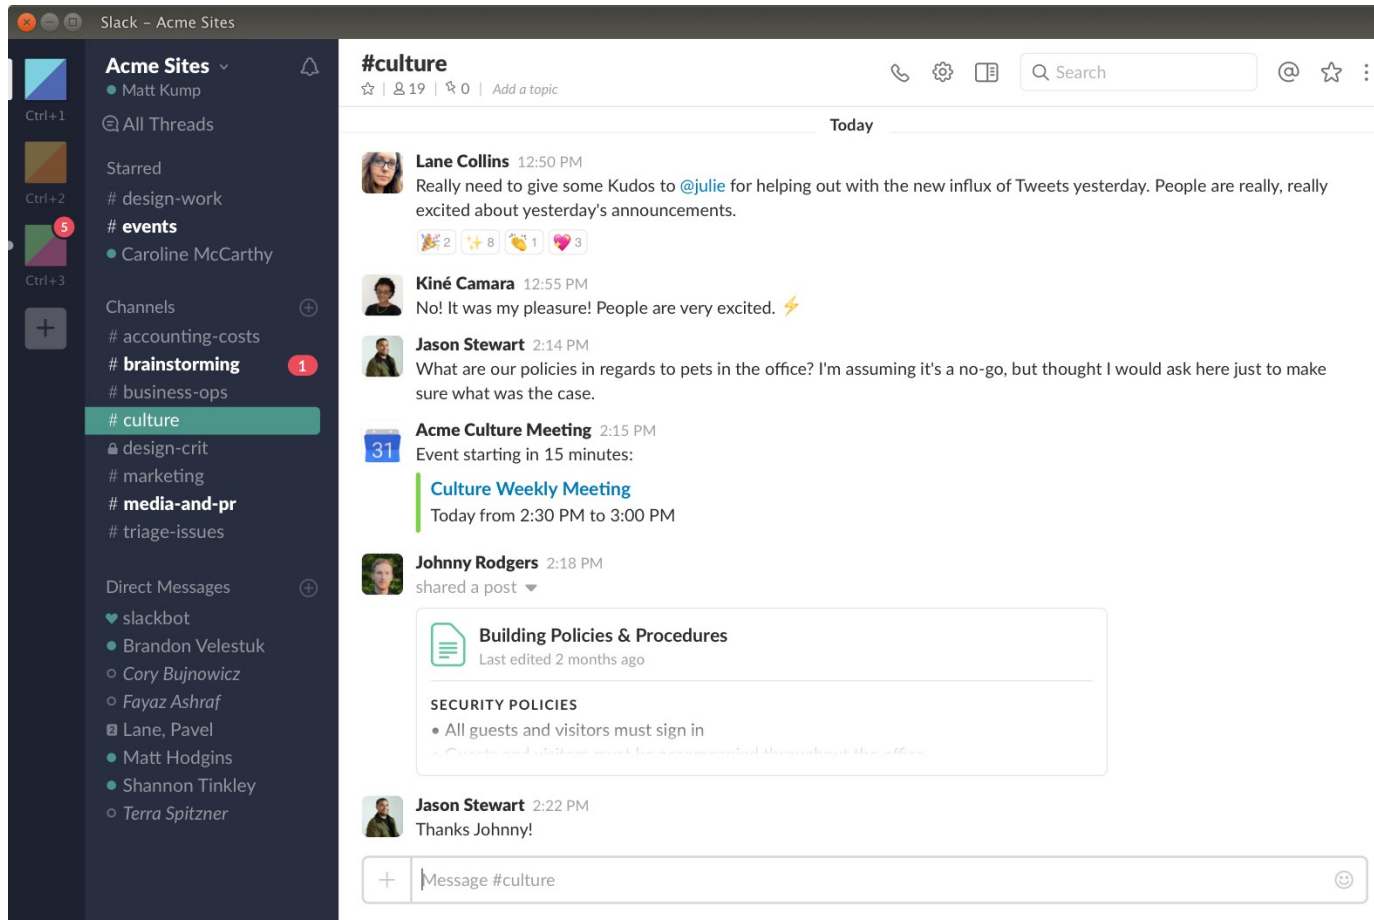 Slack – Acme Sites
Ctrl+1
Ctrl+2
5
Ctrl+3
Acme Sites
Matt Kump
All Threads
Starred
# design-work
# events
Caroline McCarthy
Channels
# accounting-costs
# brainstorming 1
# business-ops
# culture
design-crit
# marketing
# media-and-pr
# triage-issues
Direct Messages
slackbot
Brandon Velestuk
Cory Bujnowicz
Fayaz Ashraf
2 Lane, Pavel
Matt Hodgins
Shannon Tinkley
Terra Spitzner
#culture
19 | 0 | Add a topic
Search
Today
Lane Collins 12:50 PM
Really need to give some Kudos to @julie for helping out with the new influx of Tweets yesterday. People are really, really
excited about yesterday's announcements.
2 8 1 3
Kiné Camara 12:55 PM
No! It was my pleasure! People are very excited. ⚡
Jason Stewart 2:14 PM
What are our policies in regards to pets in the office? I'm assuming it's a no-go, but thought I would ask here just to make
sure what was the case.
31
Acme Culture Meeting 2:15 PM
Event starting in 15 minutes:
Culture Weekly Meeting
Today from 2:30 PM to 3:00 PM
Johnny Rodgers 2:18 PM
shared a post
Building Policies & Procedures
Last edited 2 months ago
SECURITY POLICIES
• All guests and visitors must sign in
• Guests and visitors must be accompanied throughout the office
Jason Stewart 2:22 PM
Thanks Johnny!
Message #culture